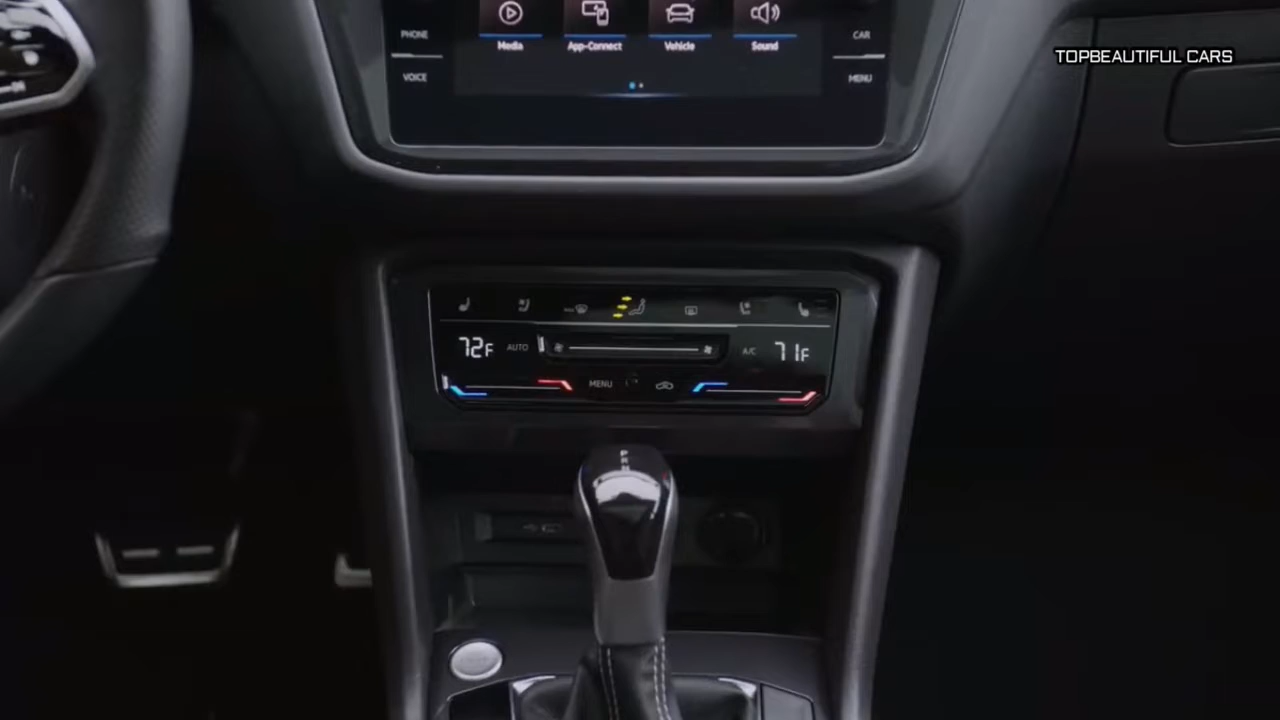 PHONE
CAR
Media
App-Connect
Vehicle
Sound
TOPBEAUTIFUL CARS
VOICE
MENU
72F
AUTO
A/C
71F
MENU
P
R
N